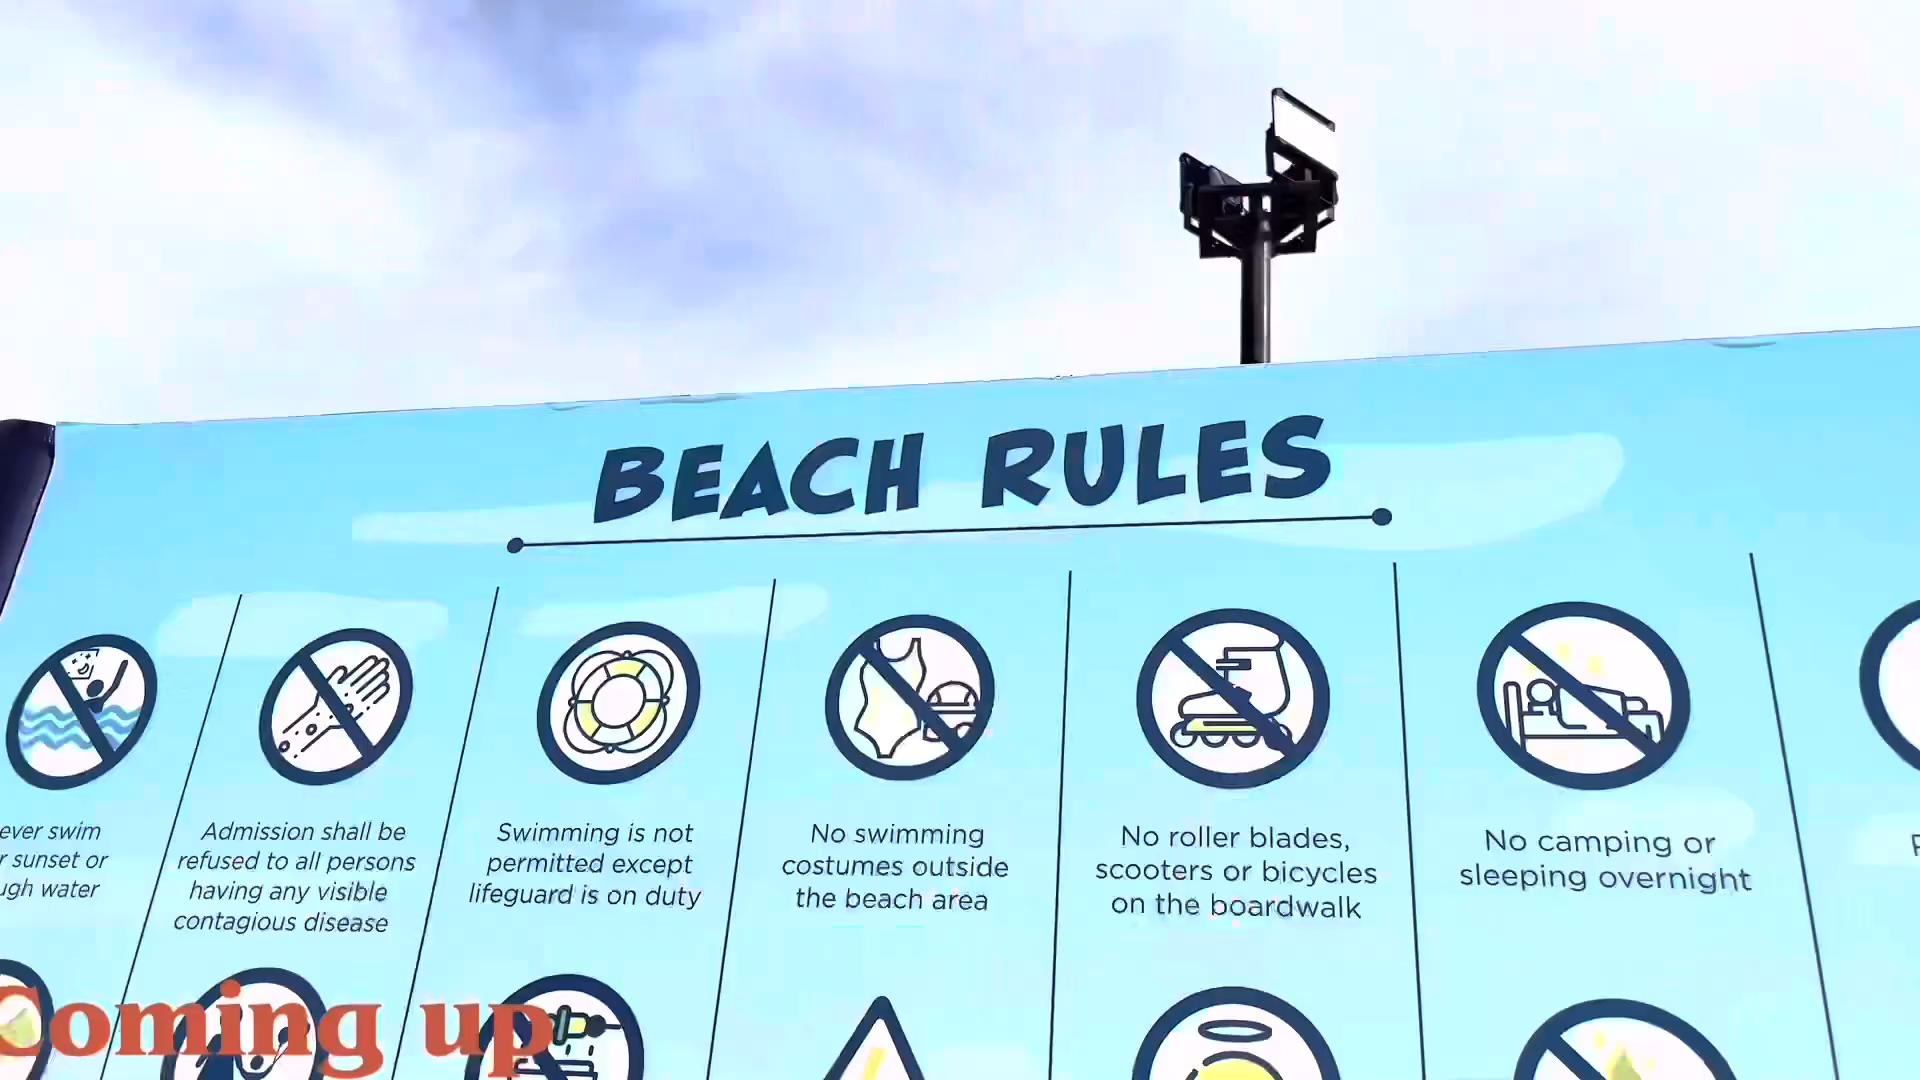 BEACH RULES
swim
sunset or
water
Admission shall be
refused to all persons
having any visible
contagious disease
Swimming is not
permitted except
lifeguard is on duty
No swimming
costumes outside
the beach area
No roller blades,
scooters or bicycles
on the boardwalk
No camping or
sleeping overnight
Coming up